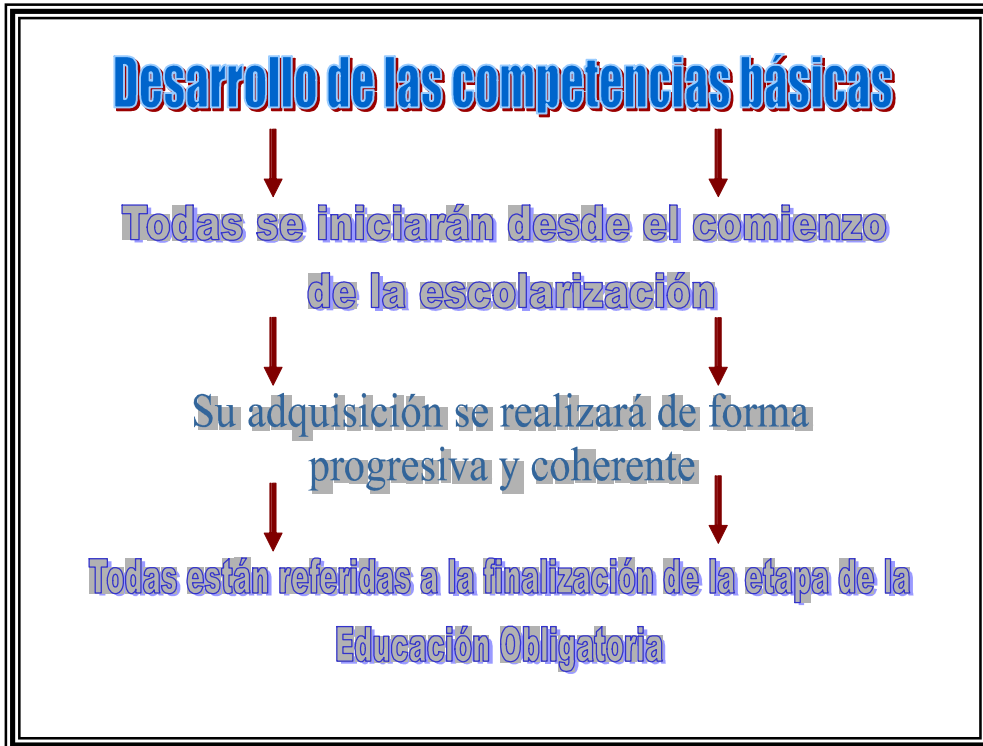 Desarrollo de las competencias básicas
Todas se iniciarán desde el comienzo
de la escolarización
Su adquisición se realizará de forma
progresiva y coherente
Todas están referidas a la finalización de la etapa de la
Educación Obligatoria